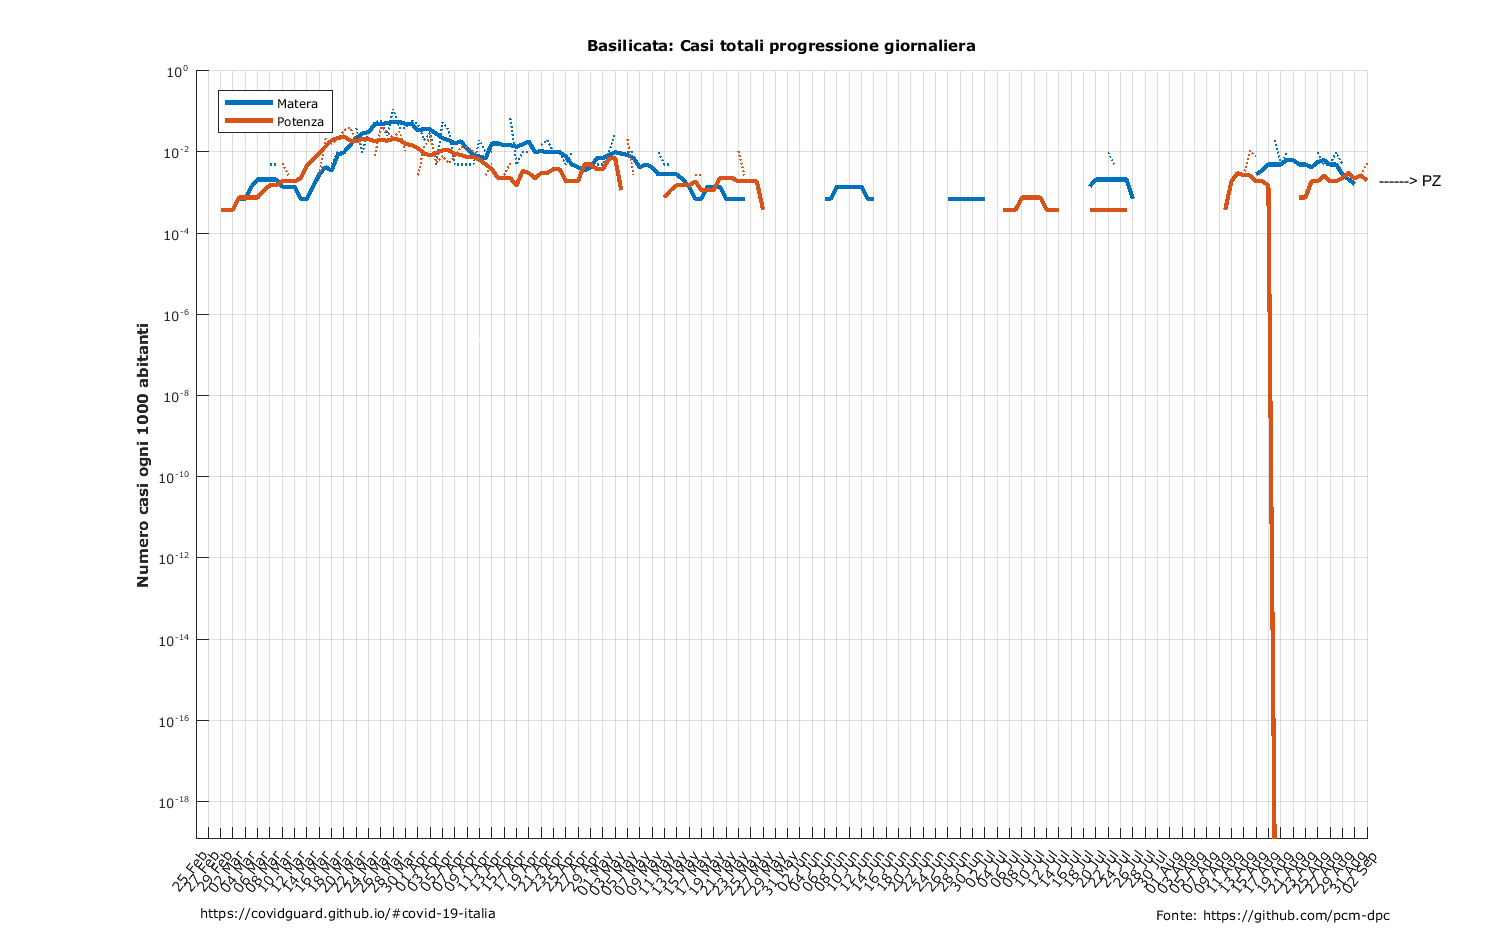 Basilicata: Casi totali progressione giornaliera
10^0
Matera
Potenza
10^-2
------> PZ
10^-4
10^-6
10^-8
10^-10
10^-12
10^-14
10^-16
10^-18
Numero casi ogni 1000 abitanti
25 Feb
27 Feb
29 Feb
02 Mar
04 Mar
06 Mar
08 Mar
10 Mar
12 Mar
14 Mar
16 Mar
18 Mar
20 Mar
22 Mar
24 Mar
26 Mar
28 Mar
30 Mar
01 Apr
03 Apr
05 Apr
07 Apr
09 Apr
11 Apr
13 Apr
15 Apr
17 Apr
19 Apr
21 Apr
23 Apr
25 Apr
27 Apr
29 Apr
01 May
03 May
05 May
07 May
09 May
11 May
13 May
15 May
17 May
19 May
21 May
23 May
25 May
27 May
29 May
31 May
02 Jun
04 Jun
06 Jun
08 Jun
10 Jun
12 Jun
14 Jun
16 Jun
18 Jun
20 Jun
22 Jun
24 Jun
26 Jun
28 Jun
30 Jun
02 Jul
04 Jul
06 Jul
08 Jul
10 Jul
12 Jul
14 Jul
16 Jul
18 Jul
20 Jul
22 Jul
24 Jul
26 Jul
28 Jul
30 Jul
01 Aug
03 Aug
05 Aug
07 Aug
09 Aug
11 Aug
13 Aug
15 Aug
17 Aug
19 Aug
21 Aug
23 Aug
25 Aug
27 Aug
29 Aug
31 Aug
02 Sep
https://covidguard.github.io/#covid-19-italia
Fonte: https://github.com/pcm-dpc